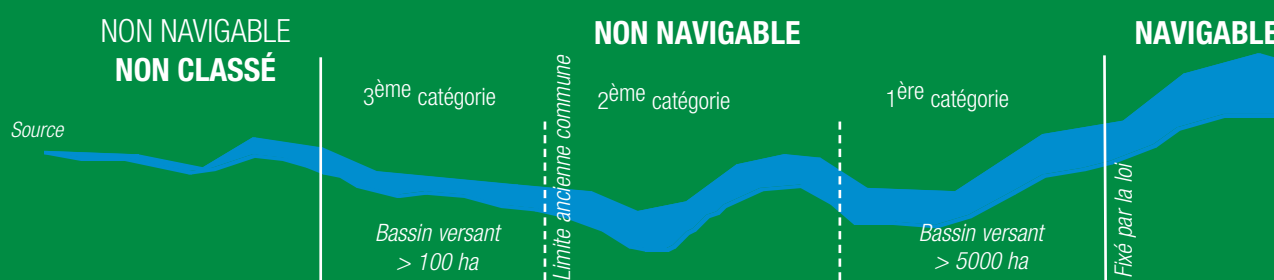 NON NAVIGABLE
NON CLASSÉ
NON NAVIGABLE
NAVIGABLE
3ème catégorie
Limite ancienne commune
2ème catégorie
1ère catégorie
Source
Bassin versant
> 100 ha
Bassin versant
> 5000 ha
Fixé par la loi